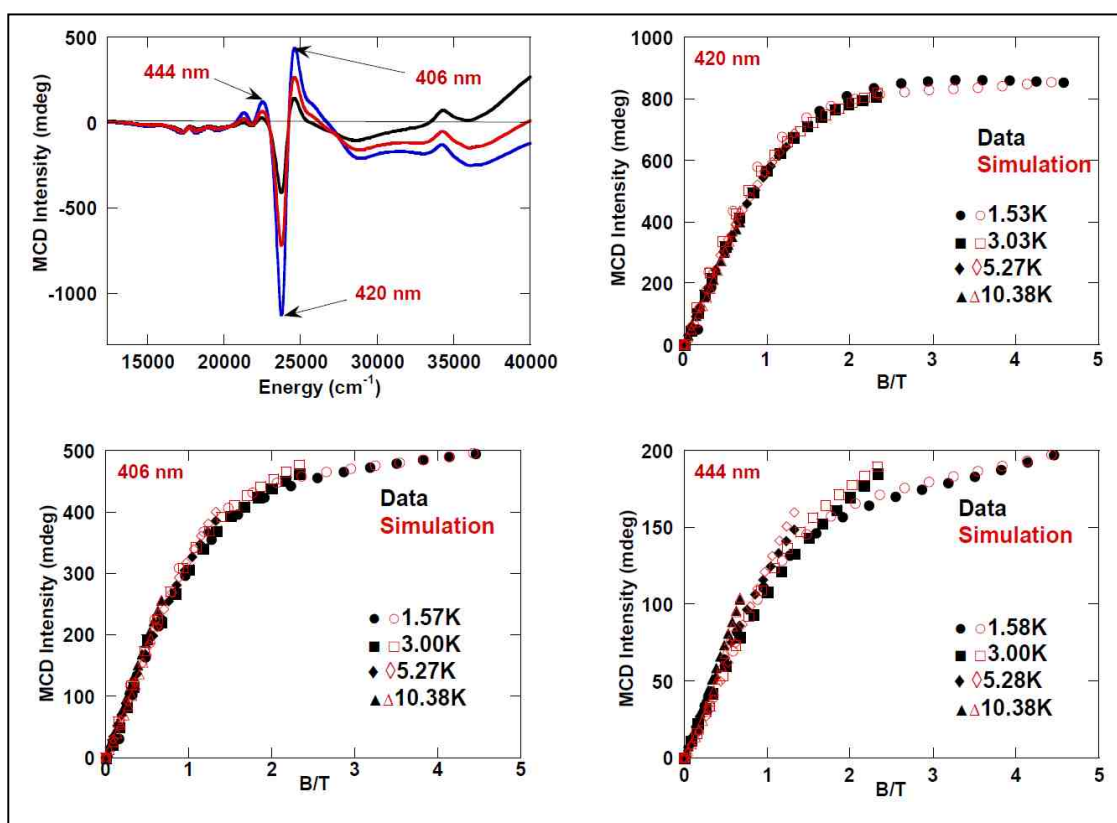 500
0
-500
-1000
MCD Intensity (mdeg)
444 nm
406 nm
420 nm
15000 20000 25000 30000 35000 40000
Energy (cm⁻¹)
1000
800
600
400
200
0
MCD Intensity (mdeg)
420 nm
Data
Simulation
●○1.53K
■□3.03K
◆◇5.27K
▲△10.38K
0 1 2 3 4 5
B/T
500
400
300
200
100
0
MCD Intensity (mdeg)
406 nm
Data
Simulation
●○1.57K
■□3.00K
◆◇5.27K
▲△10.38K
0 1 2 3 4 5
B/T
200
150
100
50
0
MCD Intensity (mdeg)
444 nm
Data
Simulation
●○1.58K
■□3.00K
◆◇5.28K
▲△10.38K
0 1 2 3 4 5
B/T